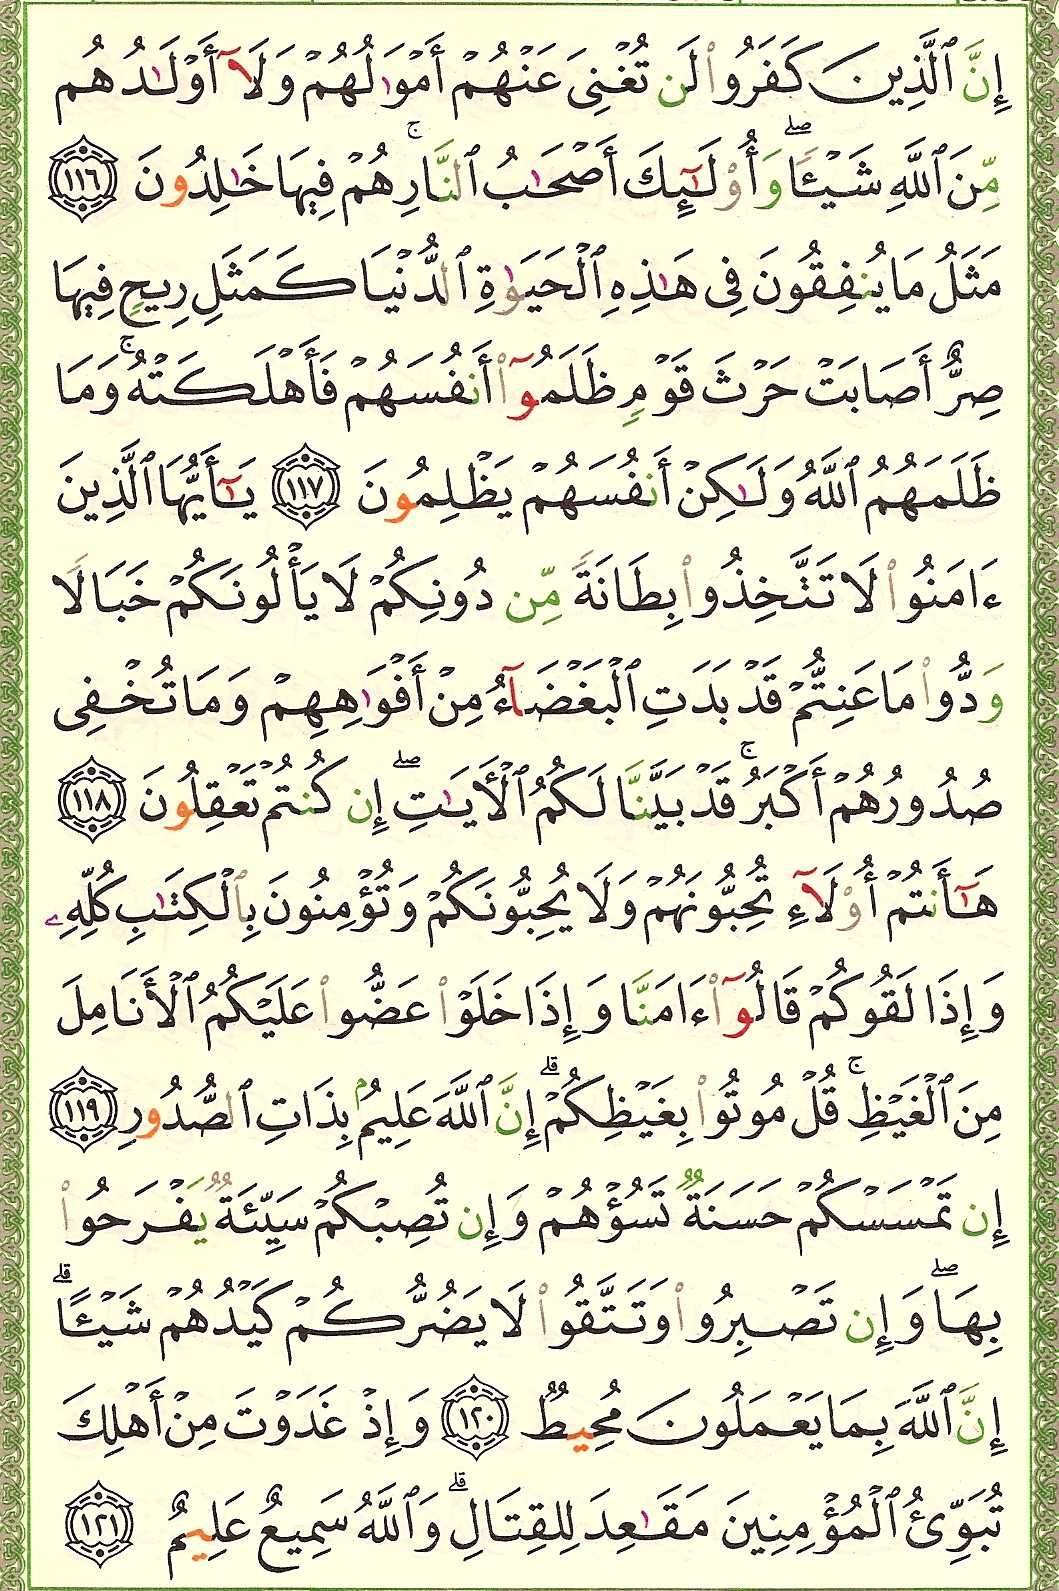 إِنَّ ٱلَّذِينَ كَفَرُوا۟ لَن تُغْنِىَ عَنْهُمْ أَمْوَٰلُهُمْ وَلَآ أَوْلَـٰدُهُم
مِّنَ ٱللَّهِ شَيْـًٔا ۖ وَأُو۟لَـٰٓئِكَ أَصْحَـٰبُ ٱلنَّارِ ۚ هُمْ فِيهَا خَـٰلِدُونَ ١١٦
مَثَلُ مَا يُنفِقُونَ فِى هَـٰذِهِ ٱلْحَيَوٰةِ ٱلدُّنْيَا كَمَثَلِ رِيحٍ فِيهَا
صِرٌّ أَصَابَتْ حَرْثَ قَوْمٍ ظَلَمُوٓا۟ أَنفُسَهُمْ فَأَهْلَكَتْهُ ۚ وَمَا
ظَلَمَهُمُ ٱللَّهُ وَلَـٰكِنْ أَنفُسَهُمْ يَظْلِمُونَ ١١٧ يَـٰٓأَيُّهَا ٱلَّذِينَ
ءَامَنُوا۟ لَا تَتَّخِذُوا۟ بِطَانَةً مِّن دُونِكُمْ لَا يَأْلُونَكُمْ خَبَالًا
وَدُّوا۟ مَا عَنِتُّمْ قَدْ بَدَتِ ٱلْبَغْضَآءُ مِنْ أَفْوَٰهِهِمْ وَمَا تُخْفِى
صُدُورُهُمْ أَكْبَرُ ۚ قَدْ بَيَّنَّا لَكُمُ ٱلْـَٔايَـٰتِ ۖ إِن كُنتُمْ تَعْقِلُونَ ١١٨
هَـٰٓأَنتُمْ أُو۟لَآءِ تُحِبُّونَهُمْ وَلَا يُحِبُّونَكُمْ وَتُؤْمِنُونَ بِٱلْكِتَـٰبِ كُلِّهِۦ
وَإِذَا لَقُوكُمْ قَالُوٓا۟ ءَامَنَّا وَإِذَا خَلَوْا۟ عَضُّوا۟ عَلَيْكُمُ ٱلْأَنَامِلَ
مِنَ ٱلْغَيْظِ ۚ قُلْ مُوتُوا۟ بِغَيْظِكُمْ ۗ إِنَّ ٱللَّهَ عَلِيمٌۢ بِذَاتِ ٱلصُّدُورِ ١١٩
إِن تَمْسَسْكُمْ حَسَنَةٌ تَسُؤْهُمْ وَإِن تُصِبْكُمْ سَيِّئَةٌ يَفْرَحُوا۟
بِهَا ۖ وَإِن تَصْبِرُوا۟ وَتَتَّقُوا۟ لَا يَضُرُّكُمْ كَيْدُهُمْ شَيْـًٔا ۗ
إِنَّ ٱللَّهَ بِمَا يَعْمَلُونَ مُحِيطٌ ١٢٠ وَإِذْ غَدَوْتَ مِنْ أَهْلِكَ
تُبَوِّئُ ٱلْمُؤْمِنِينَ مَقَـٰعِدَ لِلْقِتَالِ ۗ وَٱللَّهُ سَمِيعٌ عَلِيمٌ ١٢١